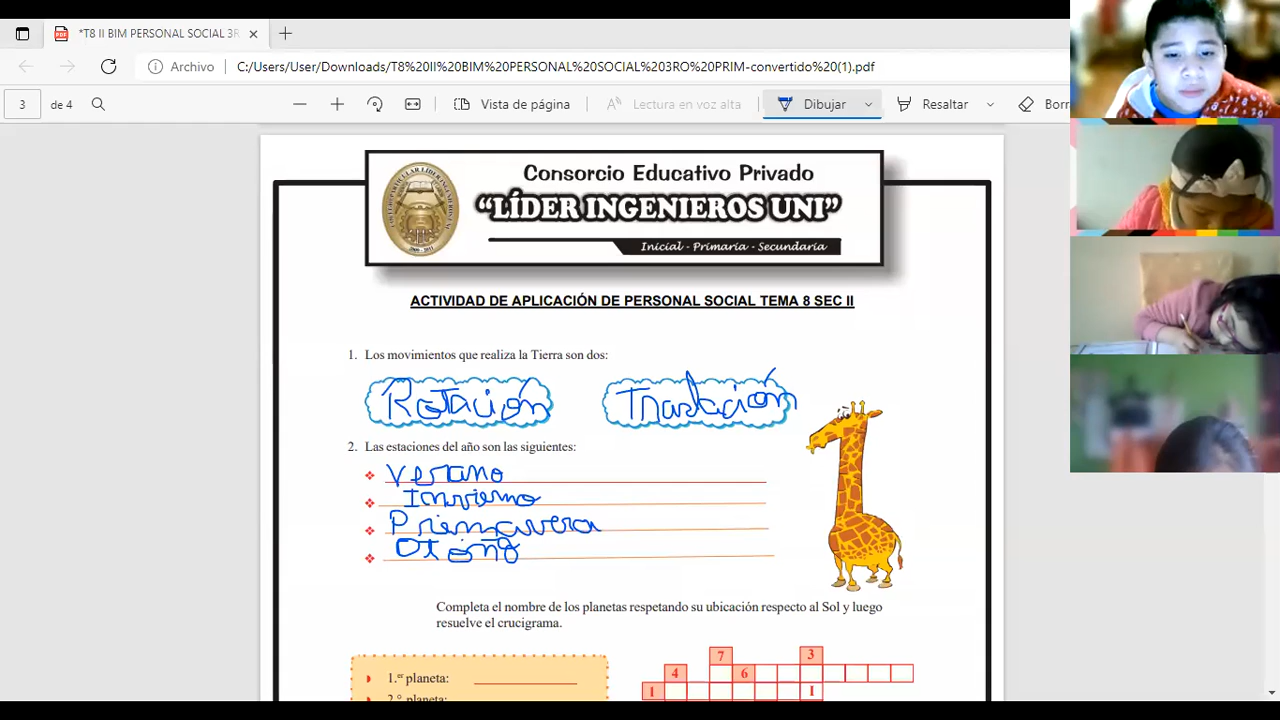 *T8 II BIM PERSONAL SOCIAL 3R
Archivo
C:/Users/User/Downloads/T8%20II%20BIM%20PERSONAL%20SOCIAL%203RO%20PRIM-convertido%20(1).pdf
3 de 4
Vista de página
Lectura en voz alta
Dibujar
Resaltar
Borr
Consorcio Educativo Privado
"LÍDER INGENIEROS UNI"
Inicial - Primaria - Secundaria
ACTIVIDAD DE APLICACIÓN DE PERSONAL SOCIAL TEMA 8 SEC II
1. Los movimientos que realiza la Tierra son dos:
Rotación Traslación
2. Las estaciones del año son las siguientes:
Verano
Invierno
Primavera
Otoño
Completa el nombre de los planetas respetando su ubicación respecto al Sol y luego
resuelve el crucigrama.
1.er planeta:
2.º planeta:
7 3
4 6
1 1